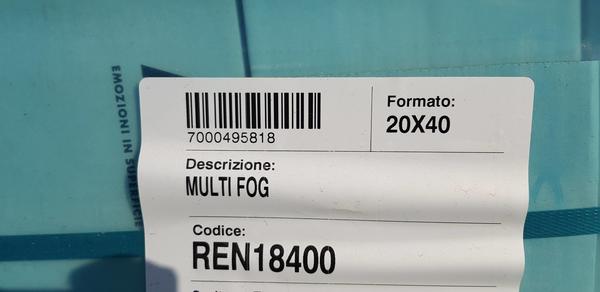 EMOZIONI IN SUPERFICIE
Formato:
7000495818
20X40
Descrizione:
MULTI FOG
Codice:
REN18400